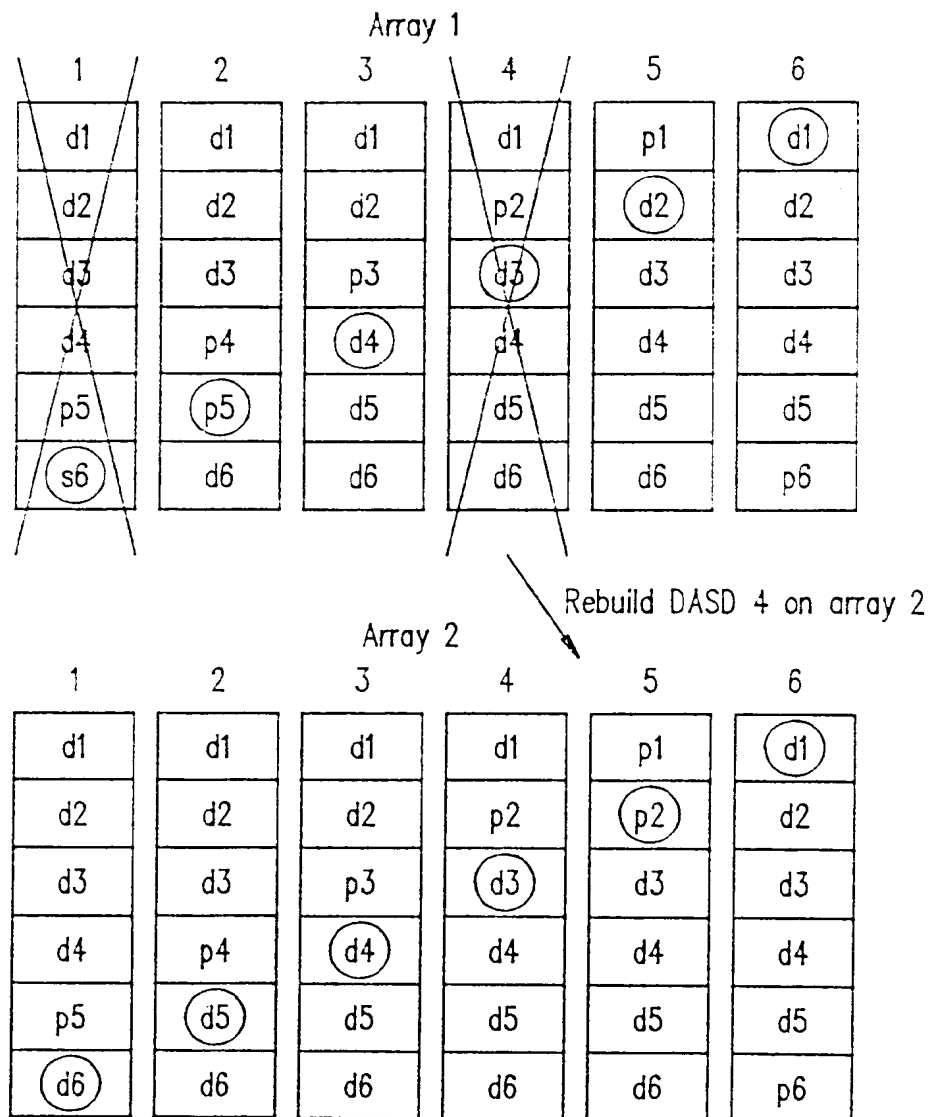 Array 1
1 2 3 4 5 6
d1 d1 d1 d1 p1 d1
d2 d2 d2 p2 d2 d2
d3 d3 p3 d3 d3 d3
d4 p4 d4 d4 d4 d4
p5 p5 d5 d5 d5 d5
s6 d6 d6 d6 d6 p6
Rebuild DASD 4 on array 2
Array 2
1 2 3 4 5 6
d1 d1 d1 d1 p1 d1
d2 d2 d2 p2 p2 d2
d3 d3 p3 d3 d3 d3
d4 p4 d4 d4 d4 d4
p5 d5 d5 d5 d5 d5
d6 d6 d6 d6 d6 p6